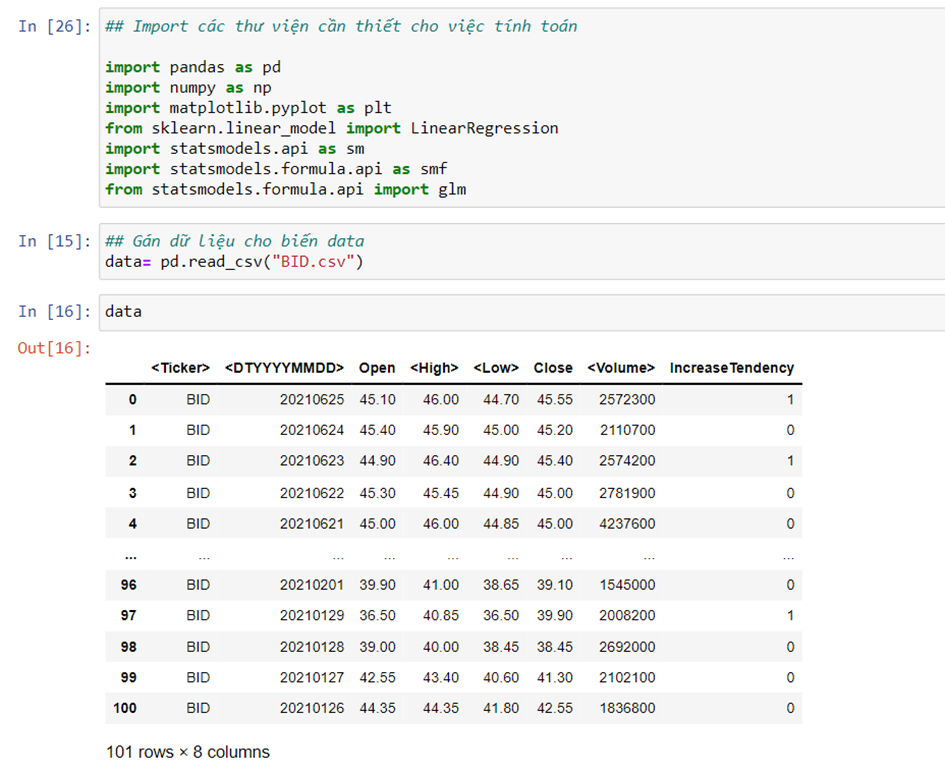 In [26]: ## Import các thư viện cần thiết cho việc tính toán
import pandas as pd
import numpy as np
import matplotlib.pyplot as plt
from sklearn.linear_model import LinearRegression
import statsmodels.api as sm
import statsmodels.formula.api as smf
from statsmodels.formula.api import glm
In [15]: ## Gán dữ liệu cho biến data
data= pd.read_csv("BID.csv")
In [16]: data
Out[16]:
<Ticker> <DTYYYYMMDD> Open <High> <Low> Close <Volume> IncreaseTendency
0 BID 20210625 45.10 46.00 44.70 45.55 2572300 1
1 BID 20210624 45.40 45.90 45.00 45.20 2110700 0
2 BID 20210623 44.90 46.40 44.90 45.40 2574200 1
3 BID 20210622 45.30 45.45 44.90 45.00 2781900 0
4 BID 20210621 45.00 46.00 44.85 45.00 4237600 0
... ... ... ... ... ... ... ... ...
96 BID 20210201 39.90 41.00 38.65 39.10 1545000 0
97 BID 20210129 36.50 40.85 36.50 39.90 2008200 1
98 BID 20210128 39.00 40.00 38.45 38.45 2692000 0
99 BID 20210127 42.55 43.40 40.60 41.30 2102100 0
100 BID 20210126 44.35 44.35 41.80 42.55 1836800 0
101 rows × 8 columns